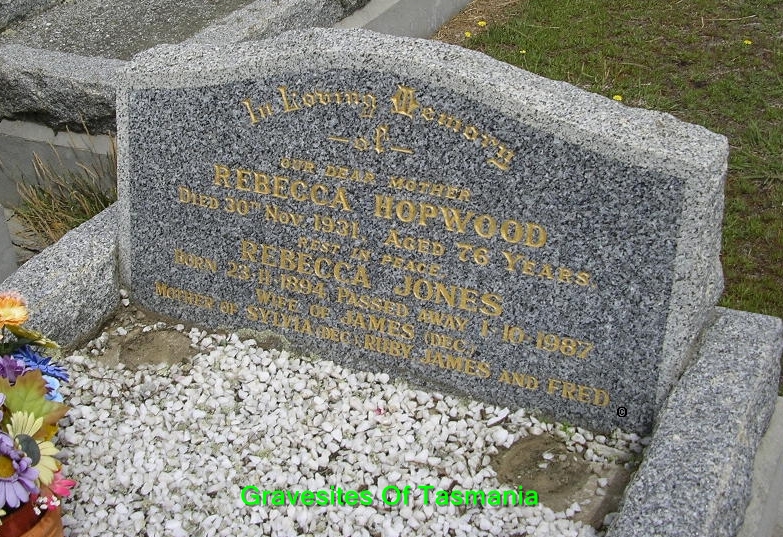 In Loving Memory
— of —
OUR DEAR MOTHER
REBECCA HOPWOOD
DIED 30TH NOV. 1931. AGED 76 YEARS.
REST IN PEACE
REBECCA JONES
BORN 23.11.1894 PASSED AWAY 1.10.1987
WIFE OF JAMES (DEC.)
MOTHER OF SYLVIA (DEC), RUBY JAMES AND FRED.
Gravesites Of Tasmania